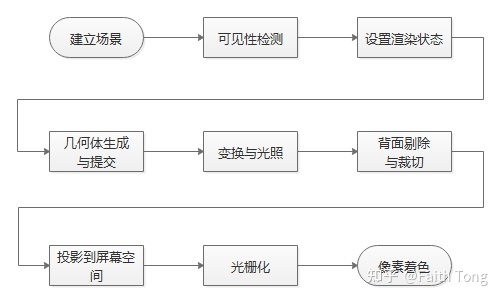 建立场景
可见性检测
设置渲染状态
几何体生成
与提交
变换与光照
背面剔除
与裁切
投影到屏幕空
间
光栅化
像素着色
知乎 @Faith Tong